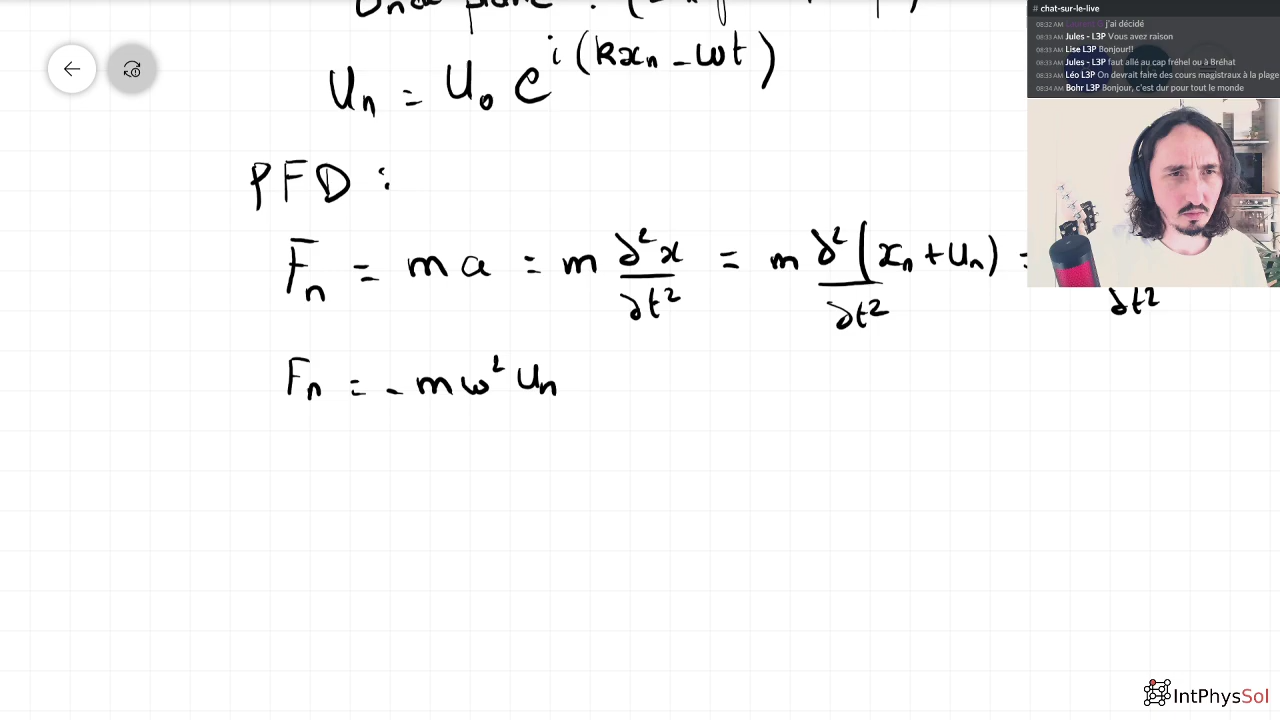 Onde plane : (
# chat-sur-le-live
08:32 AM Laurent G j'ai décidé
08:33 AM Jules - L3P Vous avez raison
08:33 AM Lise L3P Bonjour!!
08:33 AM Jules - L3P faut allé au cap fréhel ou à Bréhat
08:33 AM Léo L3P On devrait faire des cours magistraux à la plage
08:34 AM Bohr L3P Bonjour, c'est dur pour tout le monde
Un = U₀ e^i(kxn - ωt)
PFD :
Fn = ma = m ∂²x/∂t² = m ∂²(xn + un)/∂t² = ∂t²
Fn = - mω² un
IntPhysSol